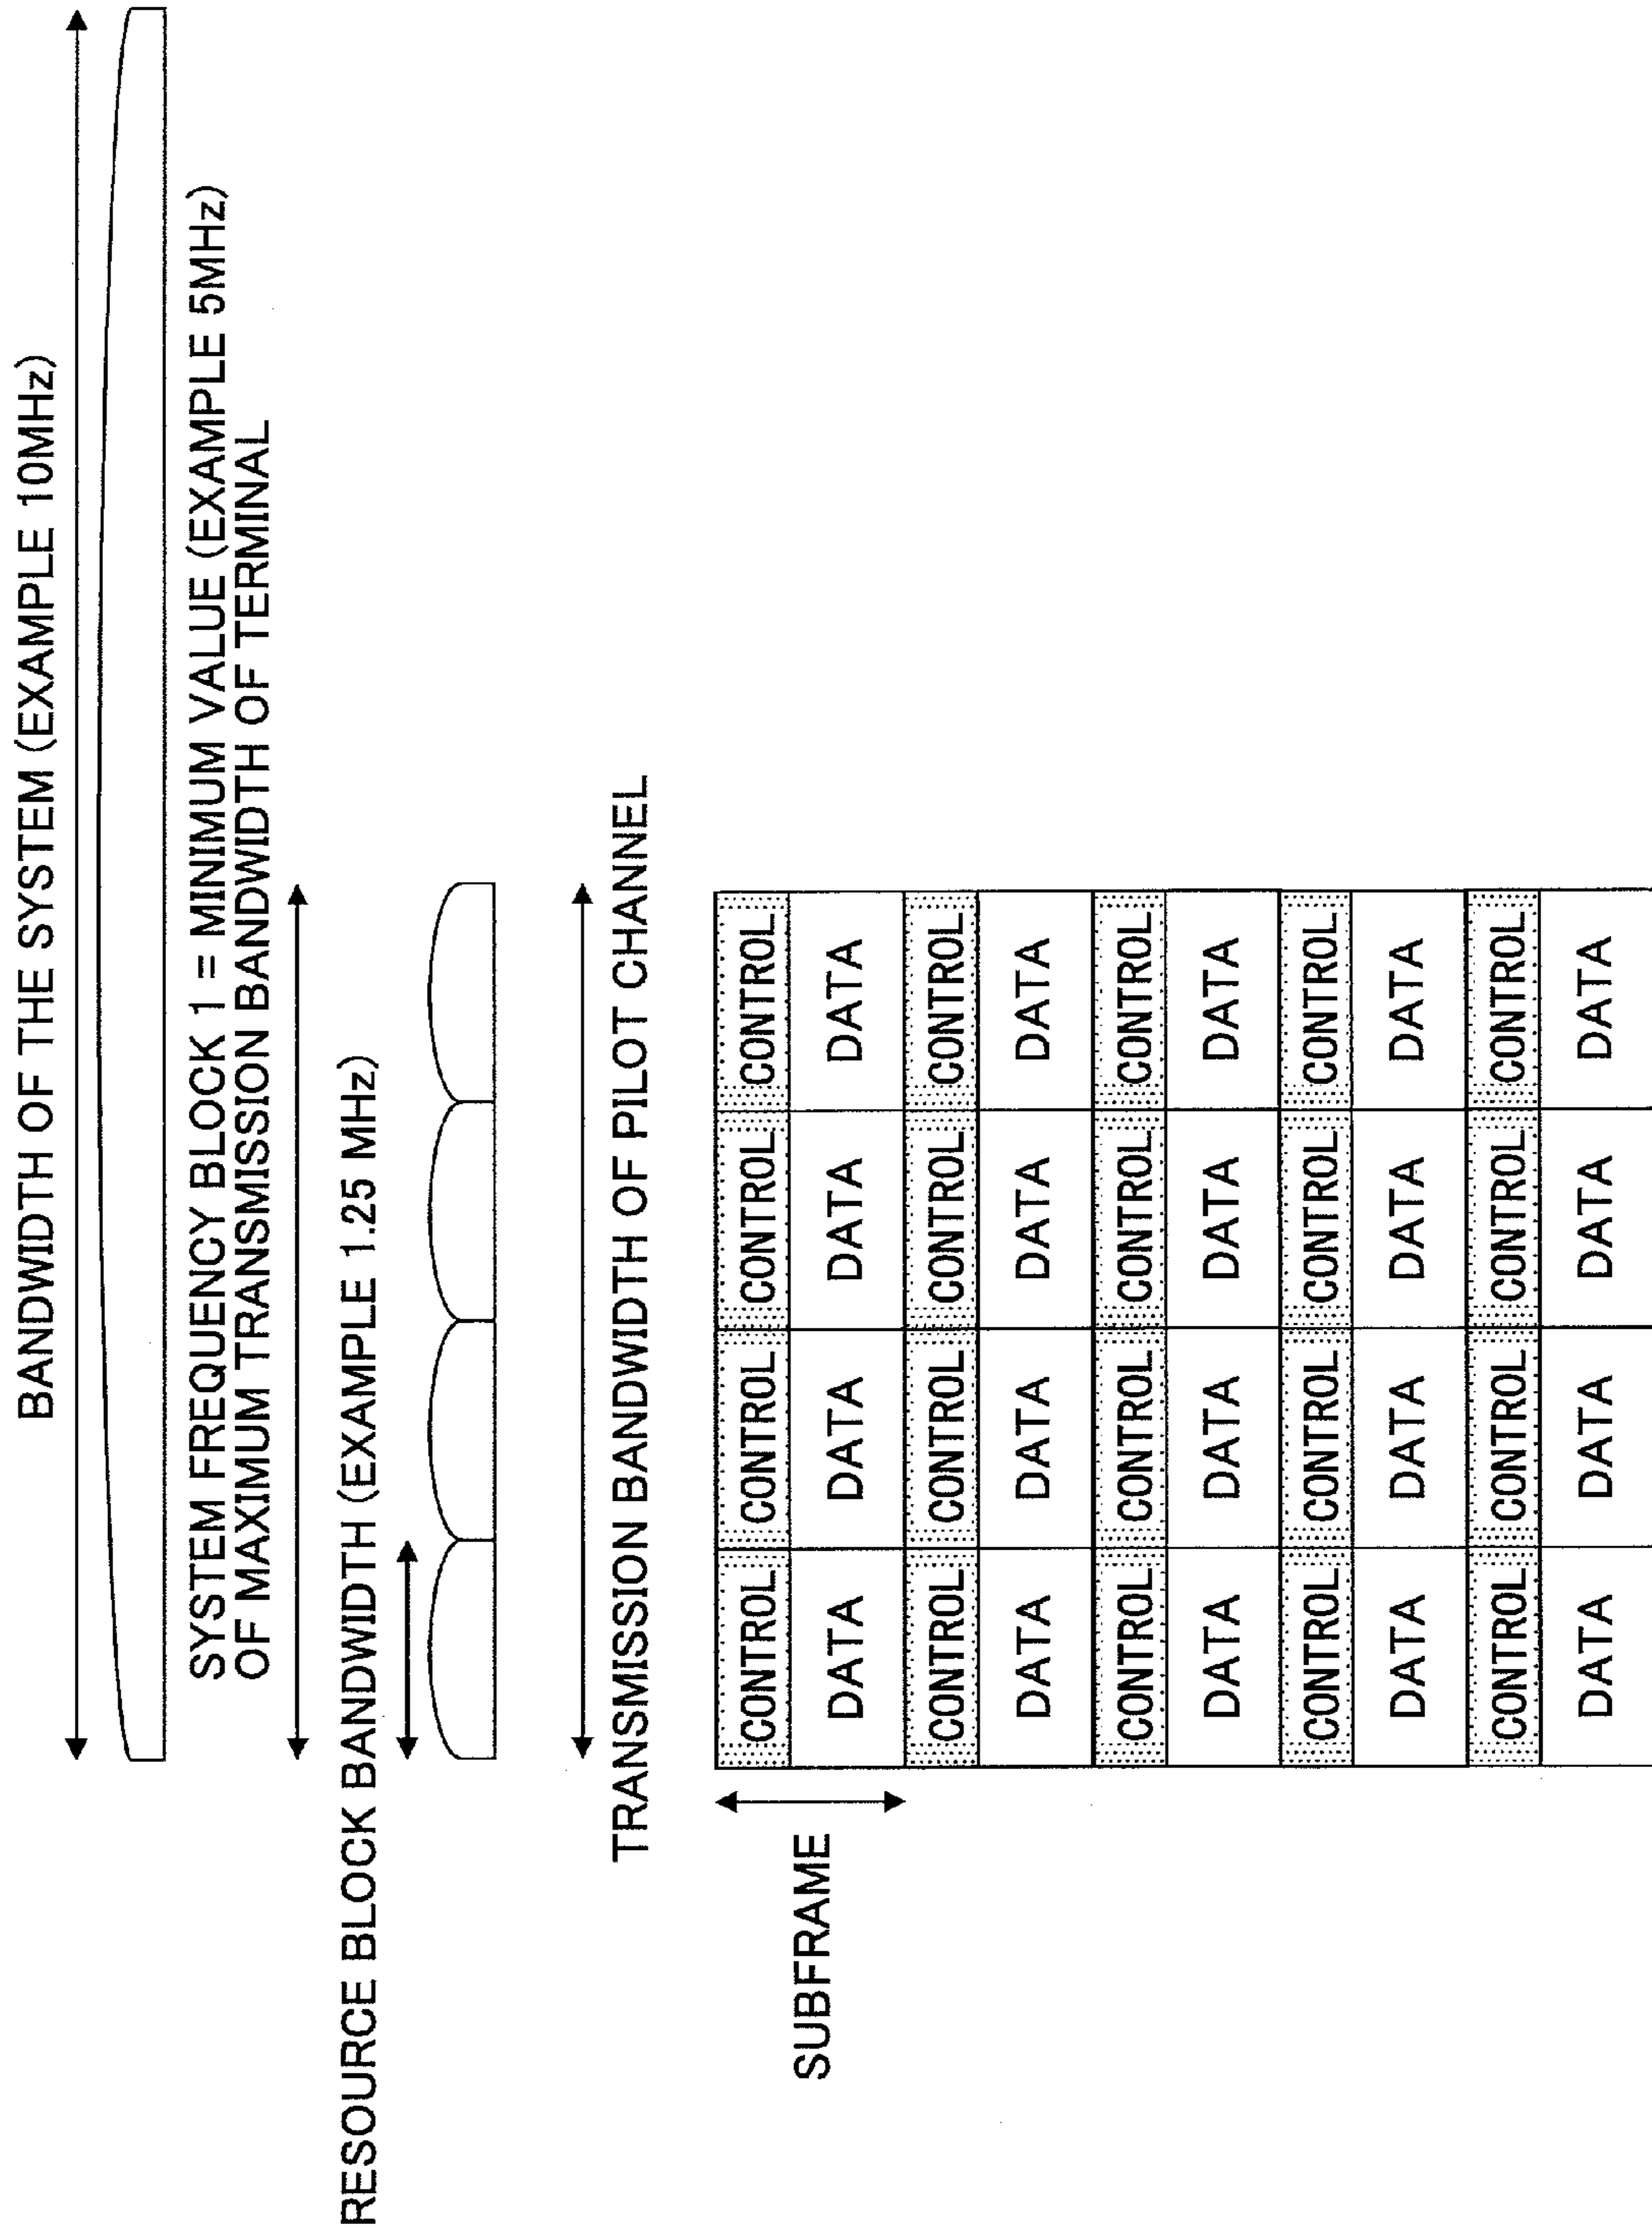 BANDWIDTH OF THE SYSTEM (EXAMPLE 10MHz)
SYSTEM FREQUENCY BLOCK 1 = MINIMUM VALUE (EXAMPLE 5MHz)
OF MAXIMUM TRANSMISSION BANDWIDTH OF TERMINAL
RESOURCE BLOCK BANDWIDTH (EXAMPLE 1.25 MHz)
TRANSMISSION BANDWIDTH OF PILOT CHANNEL
SUBFRAME
CONTROL CONTROL CONTROL CONTROL
DATA DATA DATA DATA
CONTROL CONTROL CONTROL CONTROL
DATA DATA DATA DATA
CONTROL CONTROL CONTROL CONTROL
DATA DATA DATA DATA
CONTROL CONTROL CONTROL CONTROL
DATA DATA DATA DATA
CONTROL CONTROL CONTROL CONTROL
DATA DATA DATA DATA